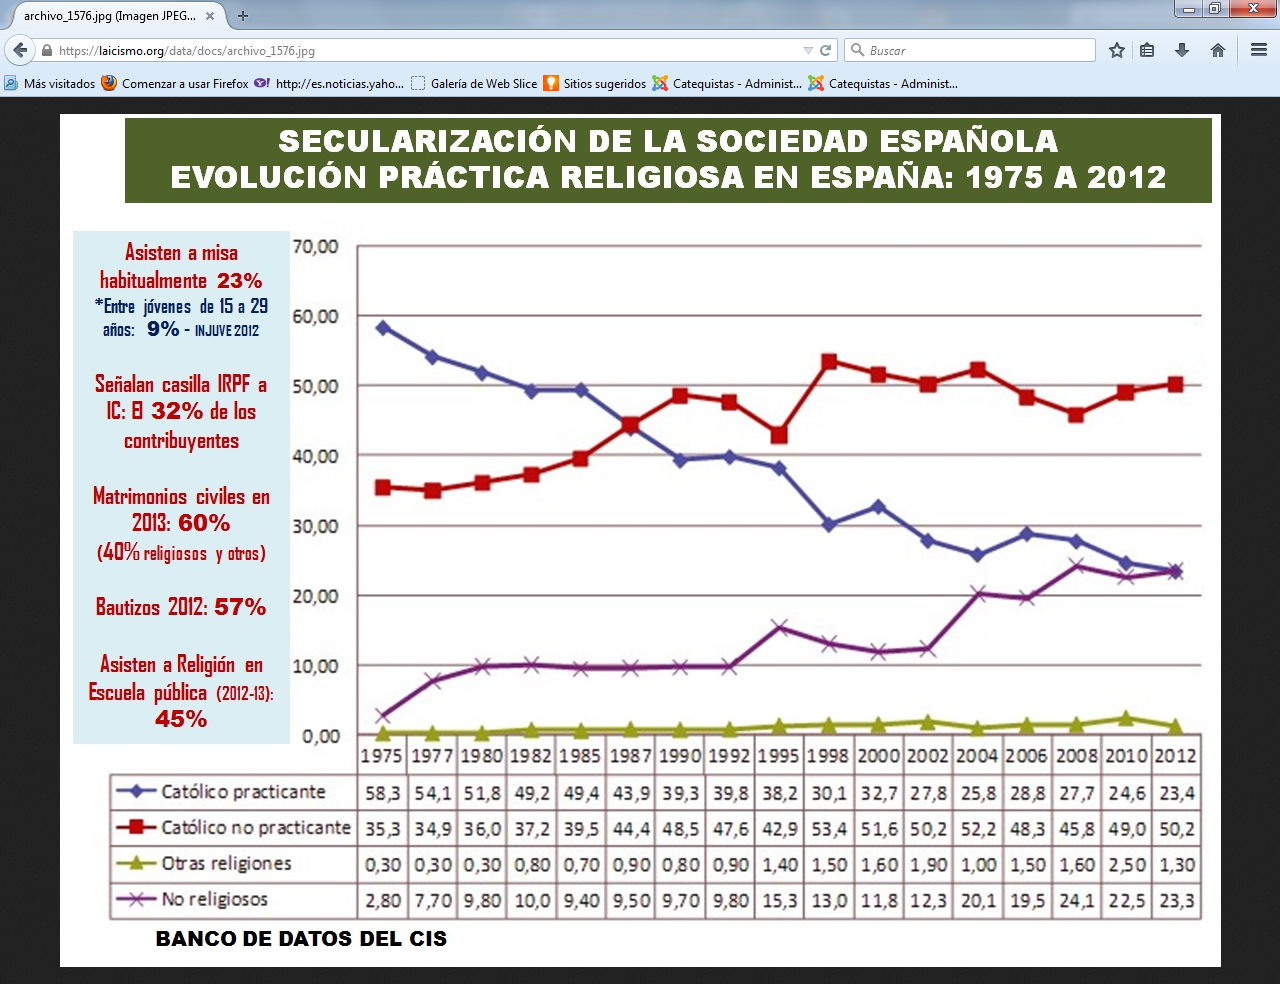 archivo_1576.jpg (Imagen JPEG...
https://laicismo.org/data/docs/archivo_1576.jpg
Buscar
Más visitados Comenzar a usar Firefox http://es.noticias.yaho... Galería de Web Slice Sitios sugeridos Catequistas - Administ... Catequistas - Administ...
SECULARIZACIÓN DE LA SOCIEDAD ESPAÑOLA
EVOLUCIÓN PRÁCTICA RELIGIOSA EN ESPAÑA: 1975 A 2012
Asisten a misa
habitualmente 23%
*Entre jóvenes de 15 a 29
años: 9% - INJUVE 2012
Señalan casilla IRPF a
IC: El 32% de los
contribuyentes
Matrimonios civiles en
2013: 60%
(40% religiosos y otros)
Bautizos 2012: 57%
Asisten a Religión en
Escuela pública (2012-13):
45%
70,00
60,00
50,00
40,00
30,00
20,00
10,00
0,00
1975 1977 1980 1982 1985 1987 1990 1992 1995 1998 2000 2002 2004 2006 2008 2010 2012
Católico practicante 58,3 54,1 51,8 49,2 49,4 43,9 39,3 39,8 38,2 30,1 32,7 27,8 25,8 28,8 27,7 24,6 23,4
Católico no practicante 35,3 34,9 36,0 37,2 39,5 44,4 48,5 47,6 42,9 53,4 51,6 50,2 52,2 48,3 45,8 49,0 50,2
Otras religiones 0,30 0,30 0,30 0,80 0,70 0,90 0,80 0,90 1,40 1,50 1,60 1,90 1,00 1,50 1,60 2,50 1,30
No religiosos 2,80 7,70 9,80 10,0 9,40 9,50 9,70 9,80 15,3 13,0 11,8 12,3 20,1 19,5 24,1 22,5 23,3
BANCO DE DATOS DEL CIS